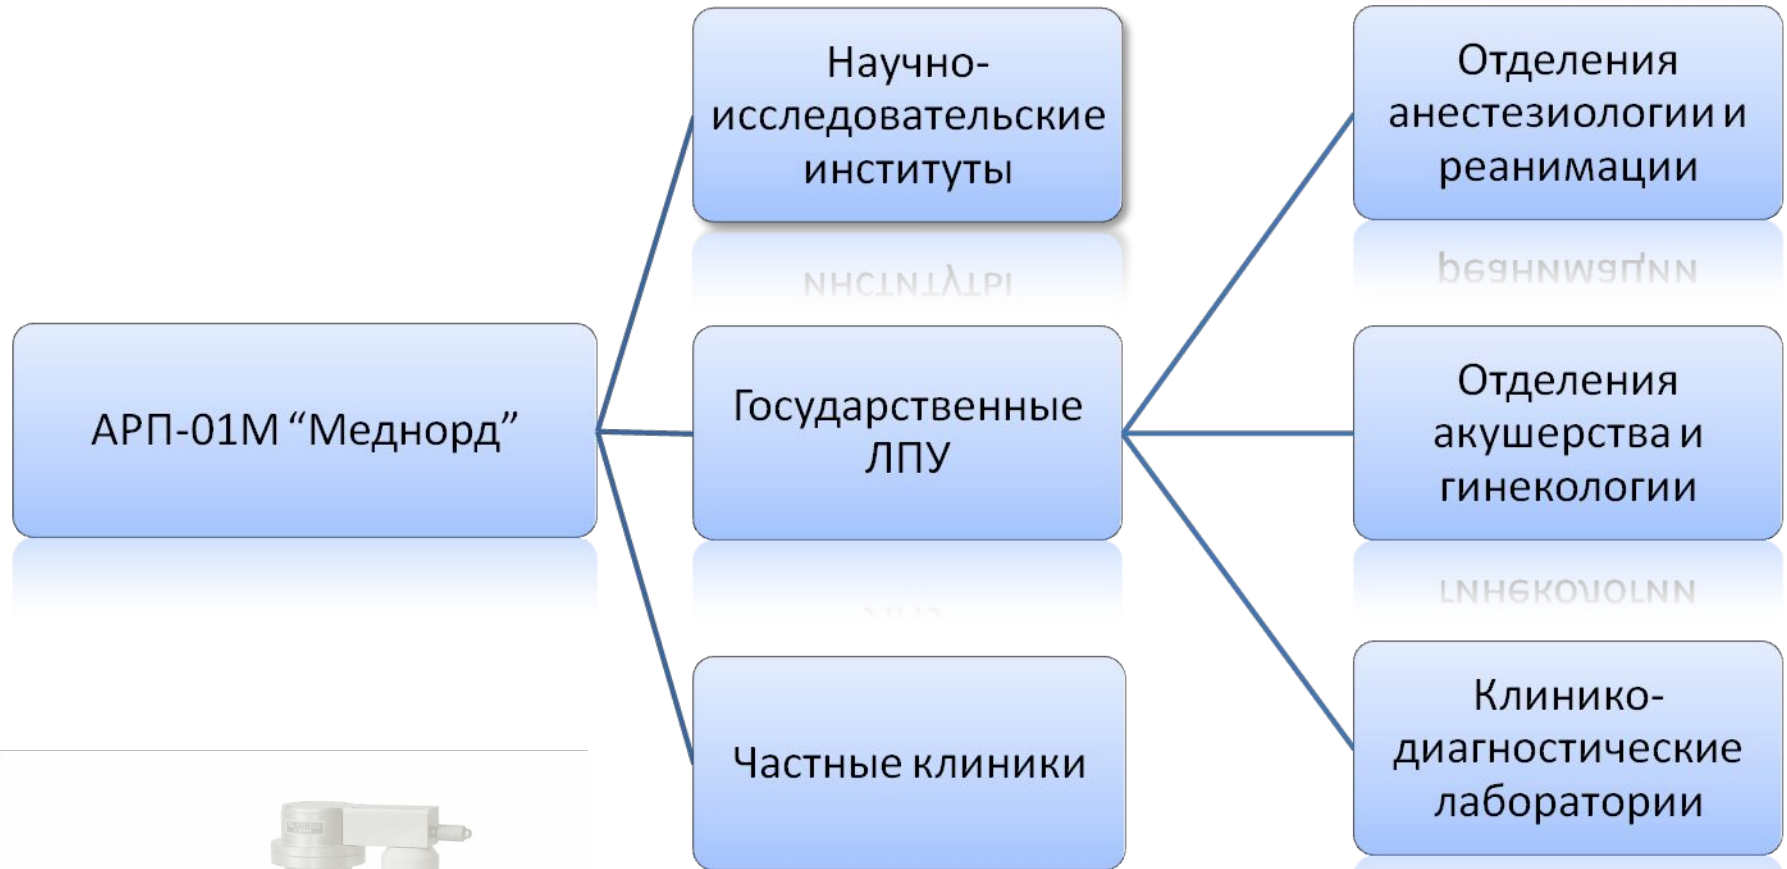 Научно-
исследовательские
институты
Отделения
анестезиологии и
реанимации
АРП-01М “Меднорд”
Государственные
ЛПУ
Отделения
акушерства и
гинекологии
Частные клиники
Клинико-
диагностические
лаборатории